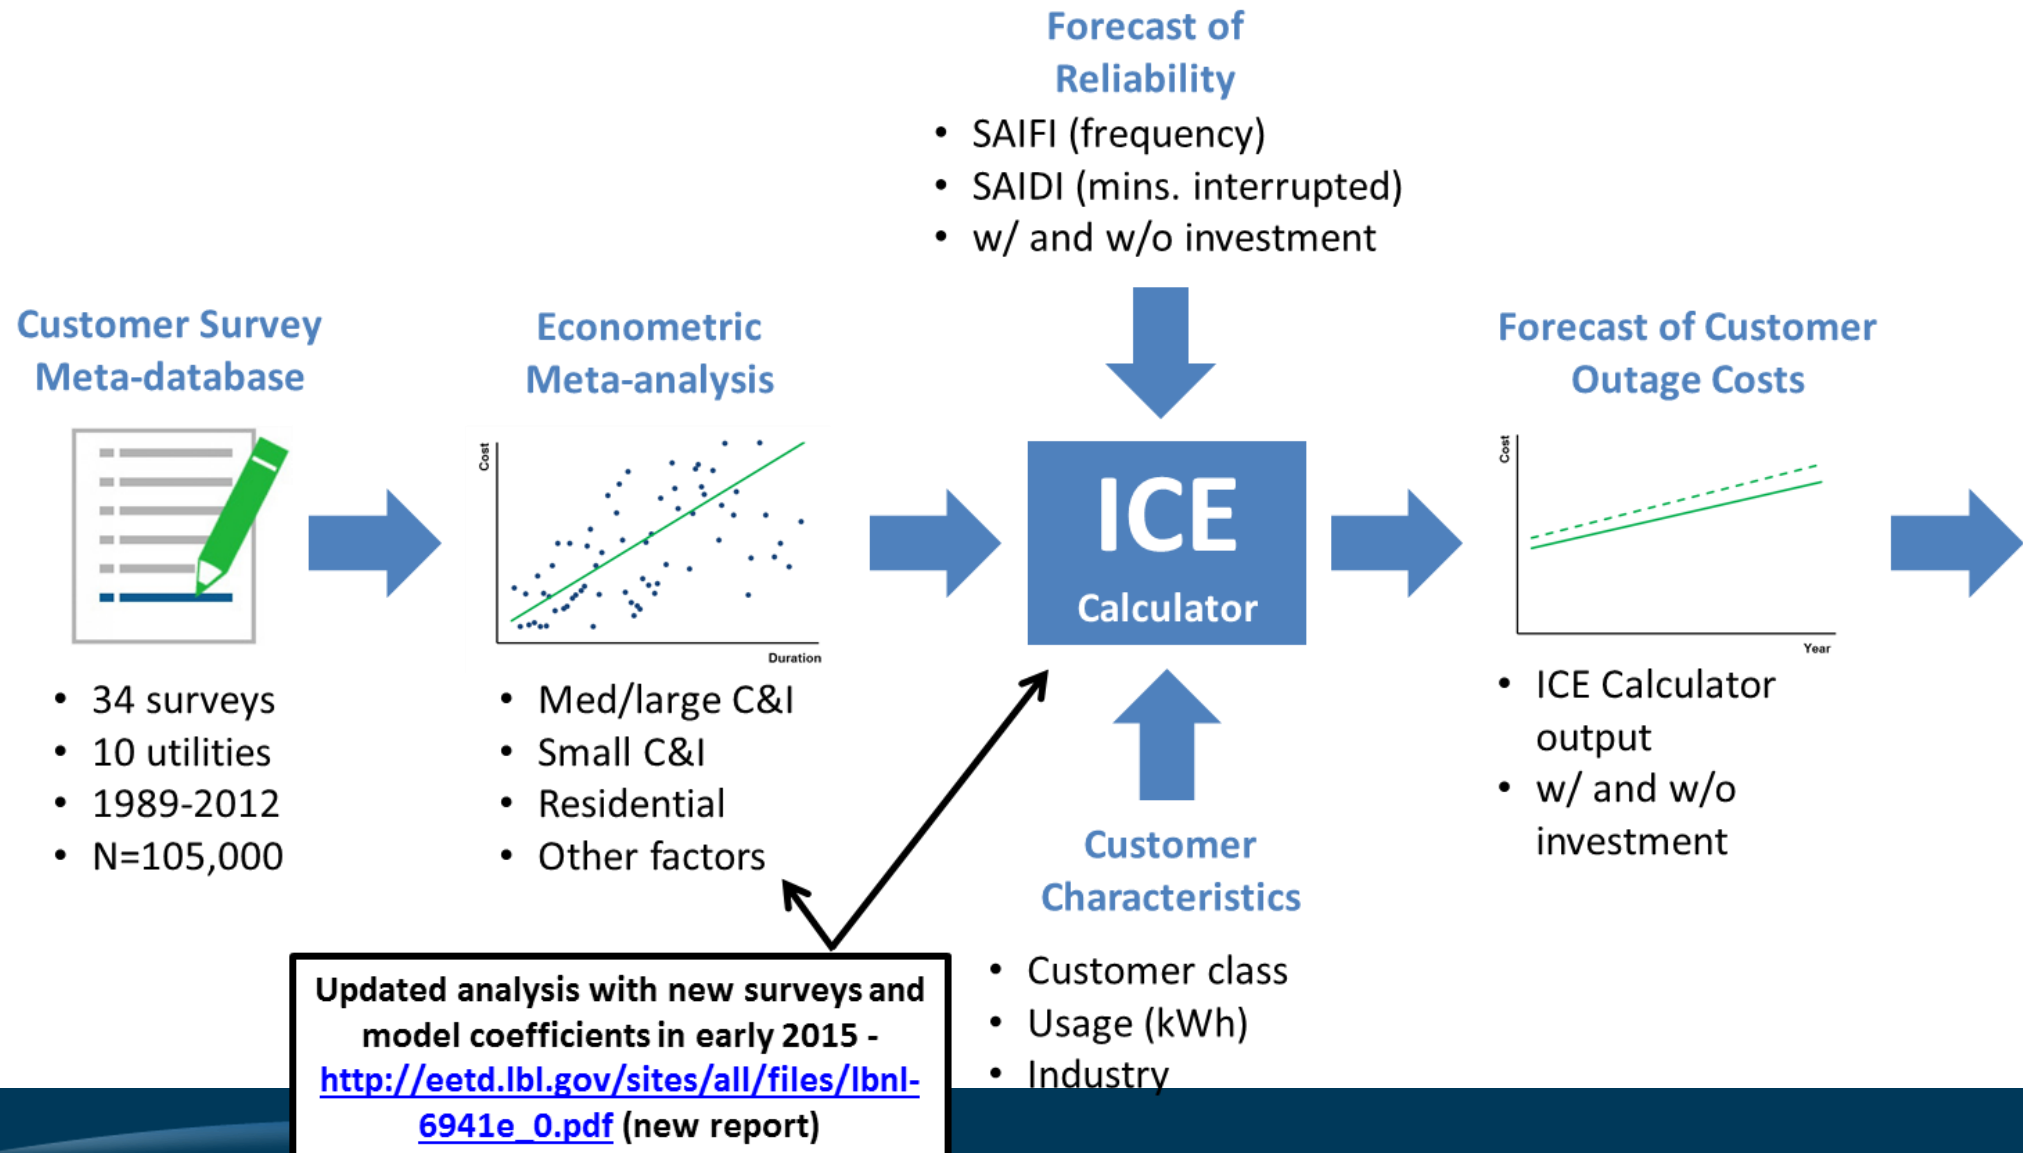 Forecast of
Reliability
• SAIFI (frequency)
• SAIDI (mins. interrupted)
• w/ and w/o investment
Customer Survey
Meta-database
• 34 surveys
• 10 utilities
• 1989-2012
• N=105,000
Econometric
Meta-analysis
Cost
Duration
• Med/large C&I
• Small C&I
• Residential
• Other factors
ICE
Calculator
Customer
Characteristics
• Customer class
• Usage (kWh)
• Industry
Forecast of Customer
Outage Costs
Cost
Year
• ICE Calculator
output
• w/ and w/o
investment
Updated analysis with new surveys and
model coefficients in early 2015 -
http://eetd.lbl.gov/sites/all/files/lbnl-
6941e_0.pdf (new report)